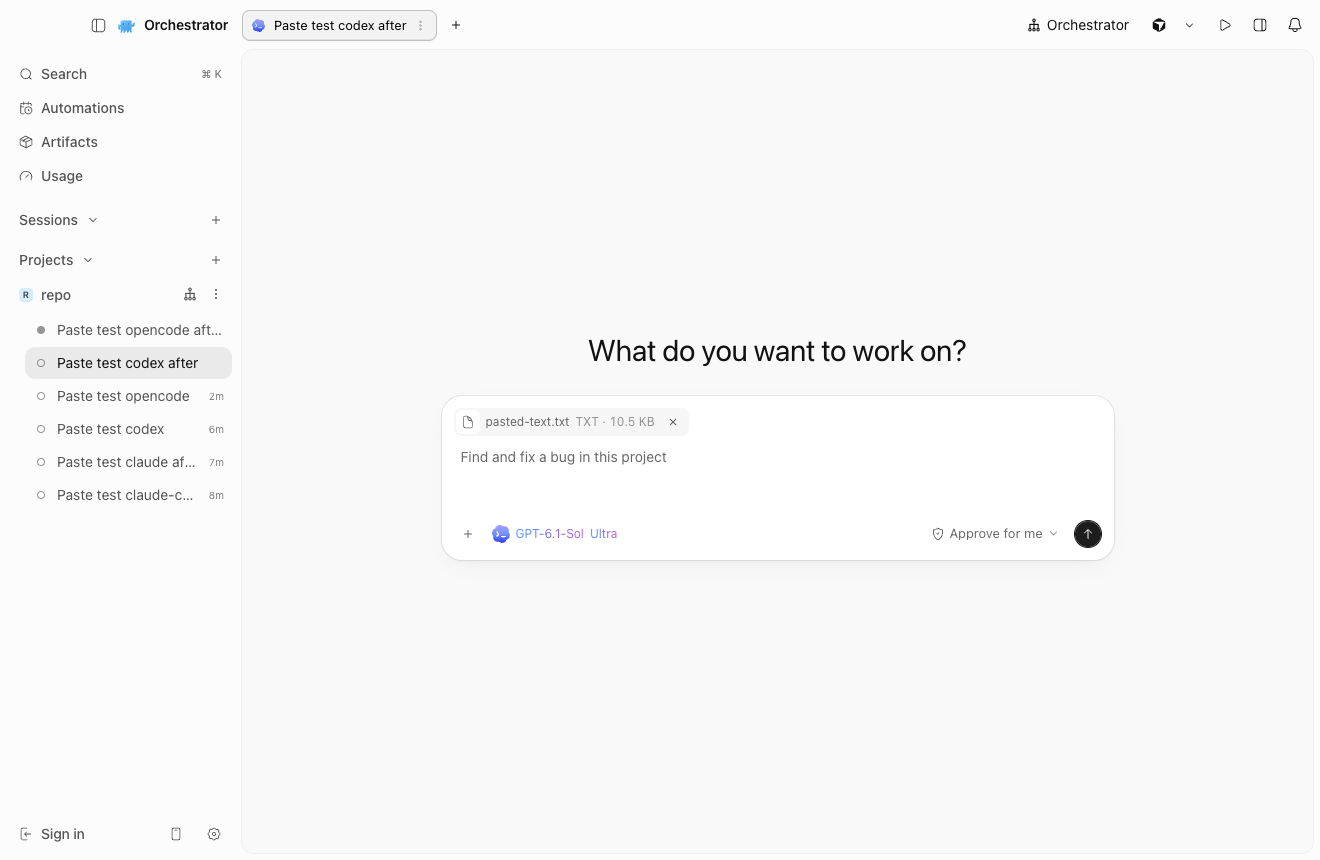 Orchestrator
Paste test codex after
Orchestrator
Search ⌘ K
Automations
Artifacts
Usage
Sessions
Projects
R repo
Paste test opencode aft...
Paste test codex after
Paste test opencode 2m
Paste test codex 6m
Paste test claude af... 7m
Paste test claude-c... 8m
What do you want to work on?
pasted-text.txt TXT · 10.5 KB
Find and fix a bug in this project
GPT-6.1-Sol Ultra
Approve for me
Sign in